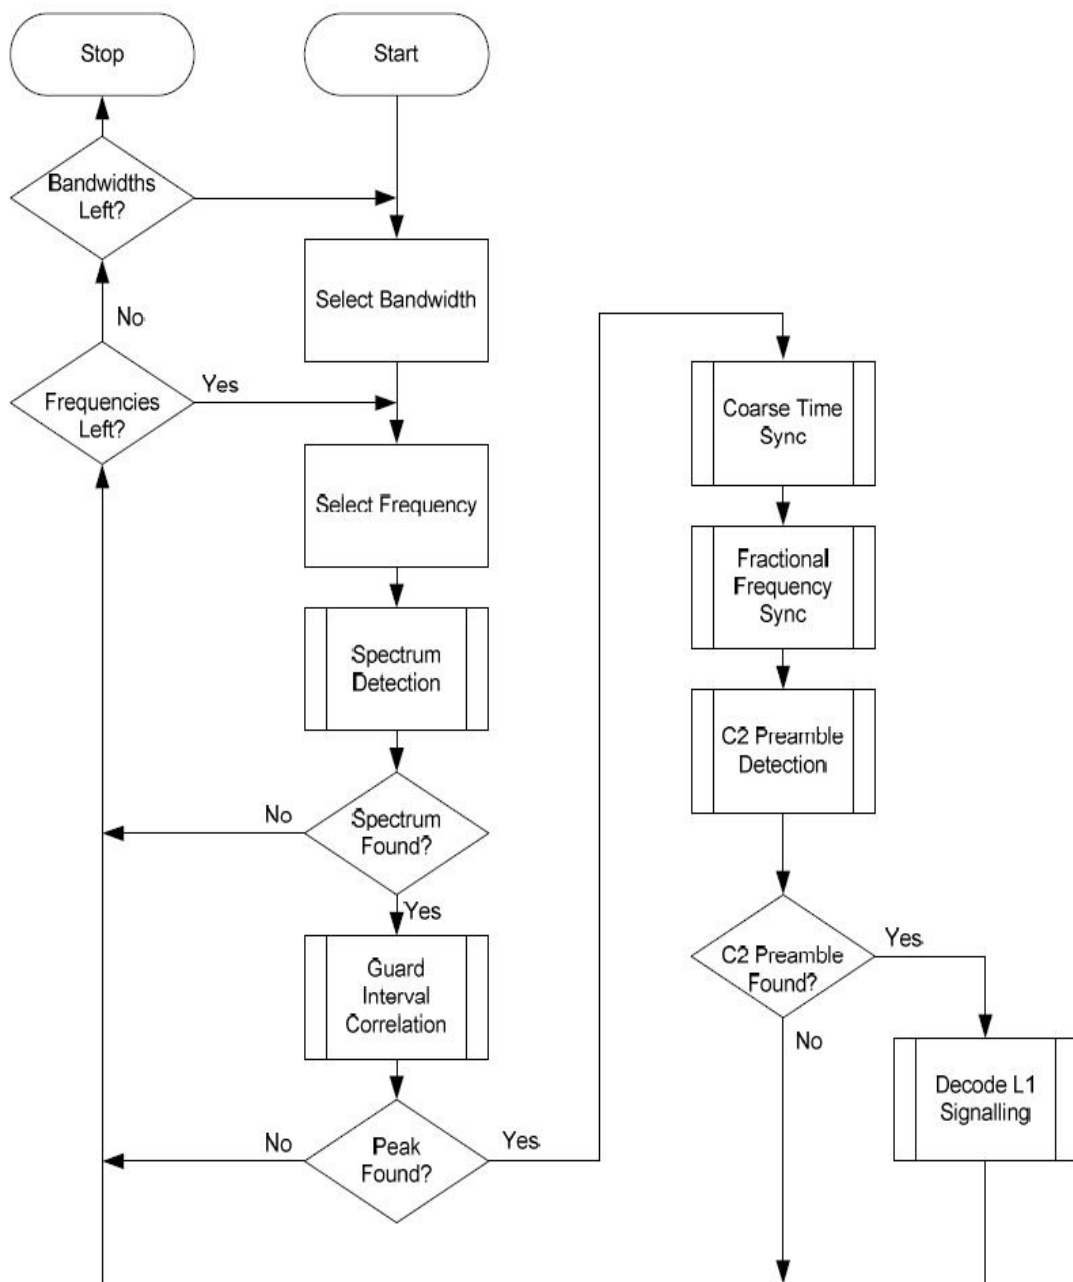 Stop
Start
Bandwidths
Left?
Select Bandwidth
No
Frequencies
Left?
Yes
Select Frequency
Spectrum
Detection
No
Spectrum
Found?
Yes
Guard
Interval
Correlation
No
Peak
Found?
Yes
Coarse Time
Sync
Fractional
Frequency
Sync
C2 Preamble
Detection
C2 Preamble
Found?
Yes
No
Decode L1
Signalling